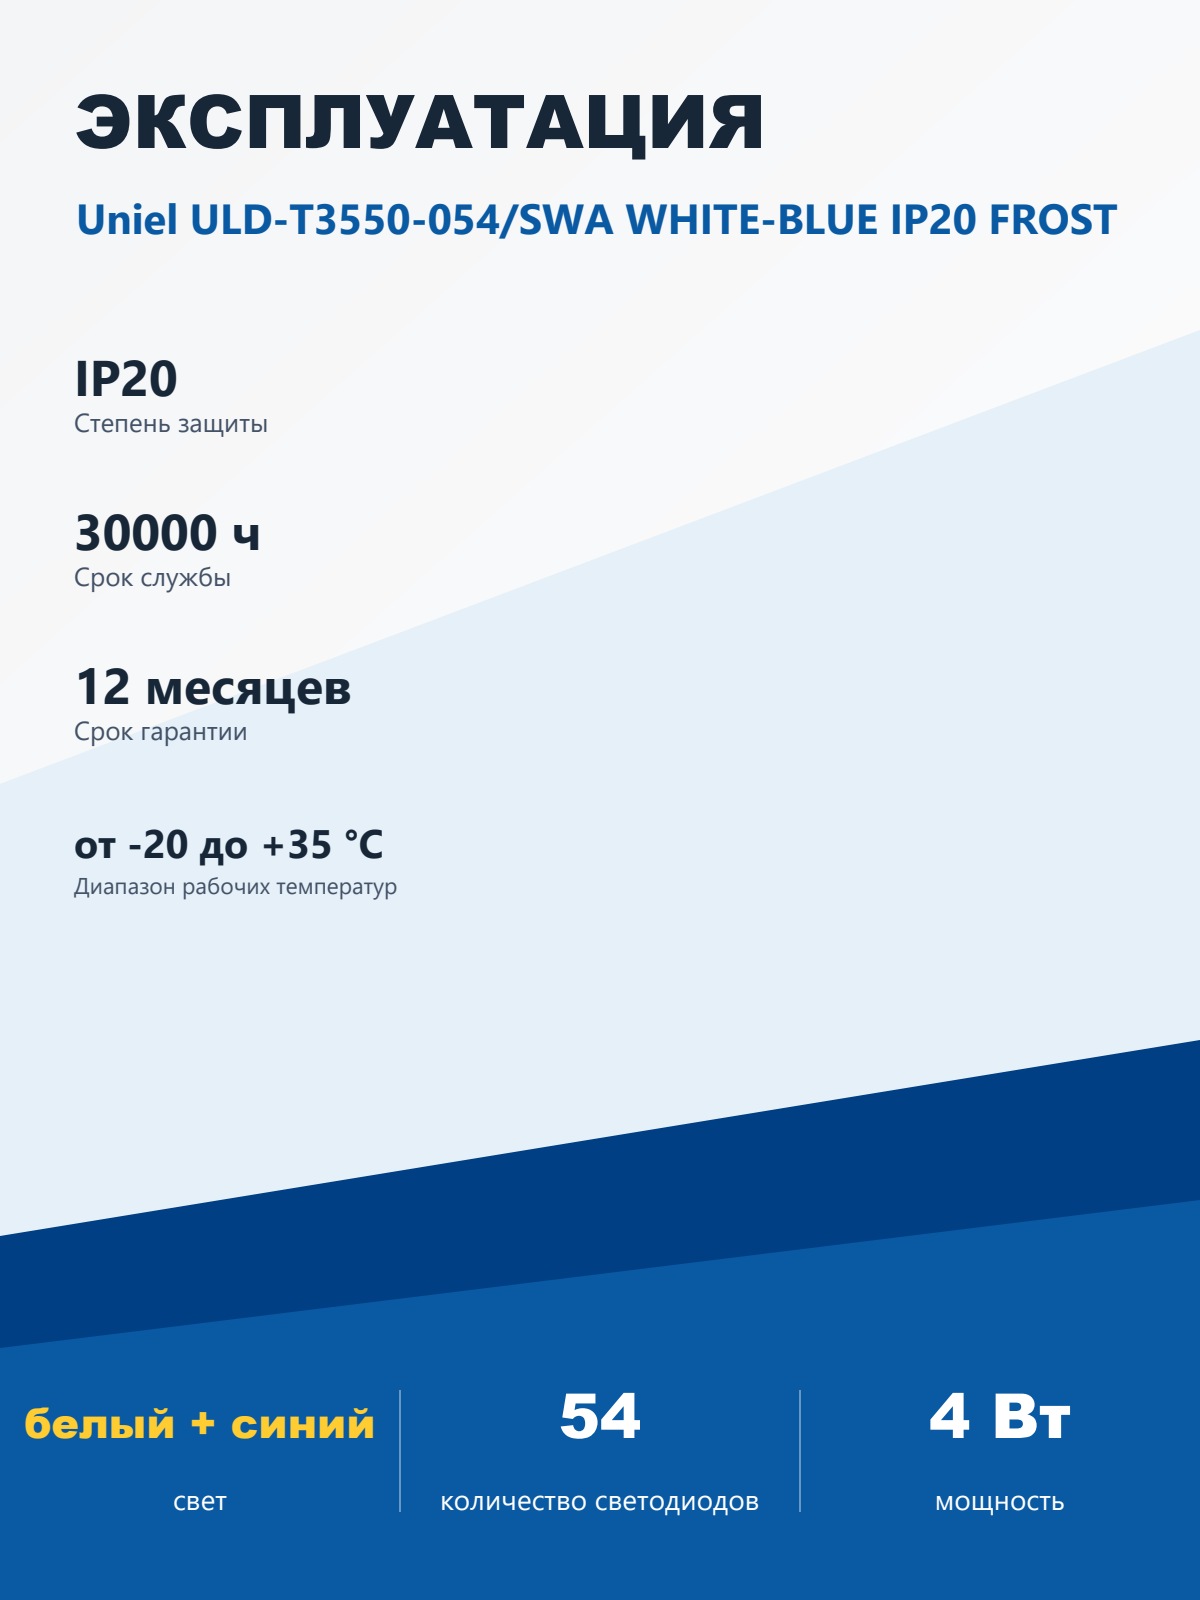 ЭКСПЛУАТАЦИЯ
Uniel ULD-T3550-054/SWA WHITE-BLUE IP20 FROST
IP20
Степень защиты
30000 ч
Срок службы
12 месяцев
Срок гарантии
от -20 до +35 °C
Диапазон рабочих температур
белый + синий
свет
54
количество светодиодов
4 Вт
мощность